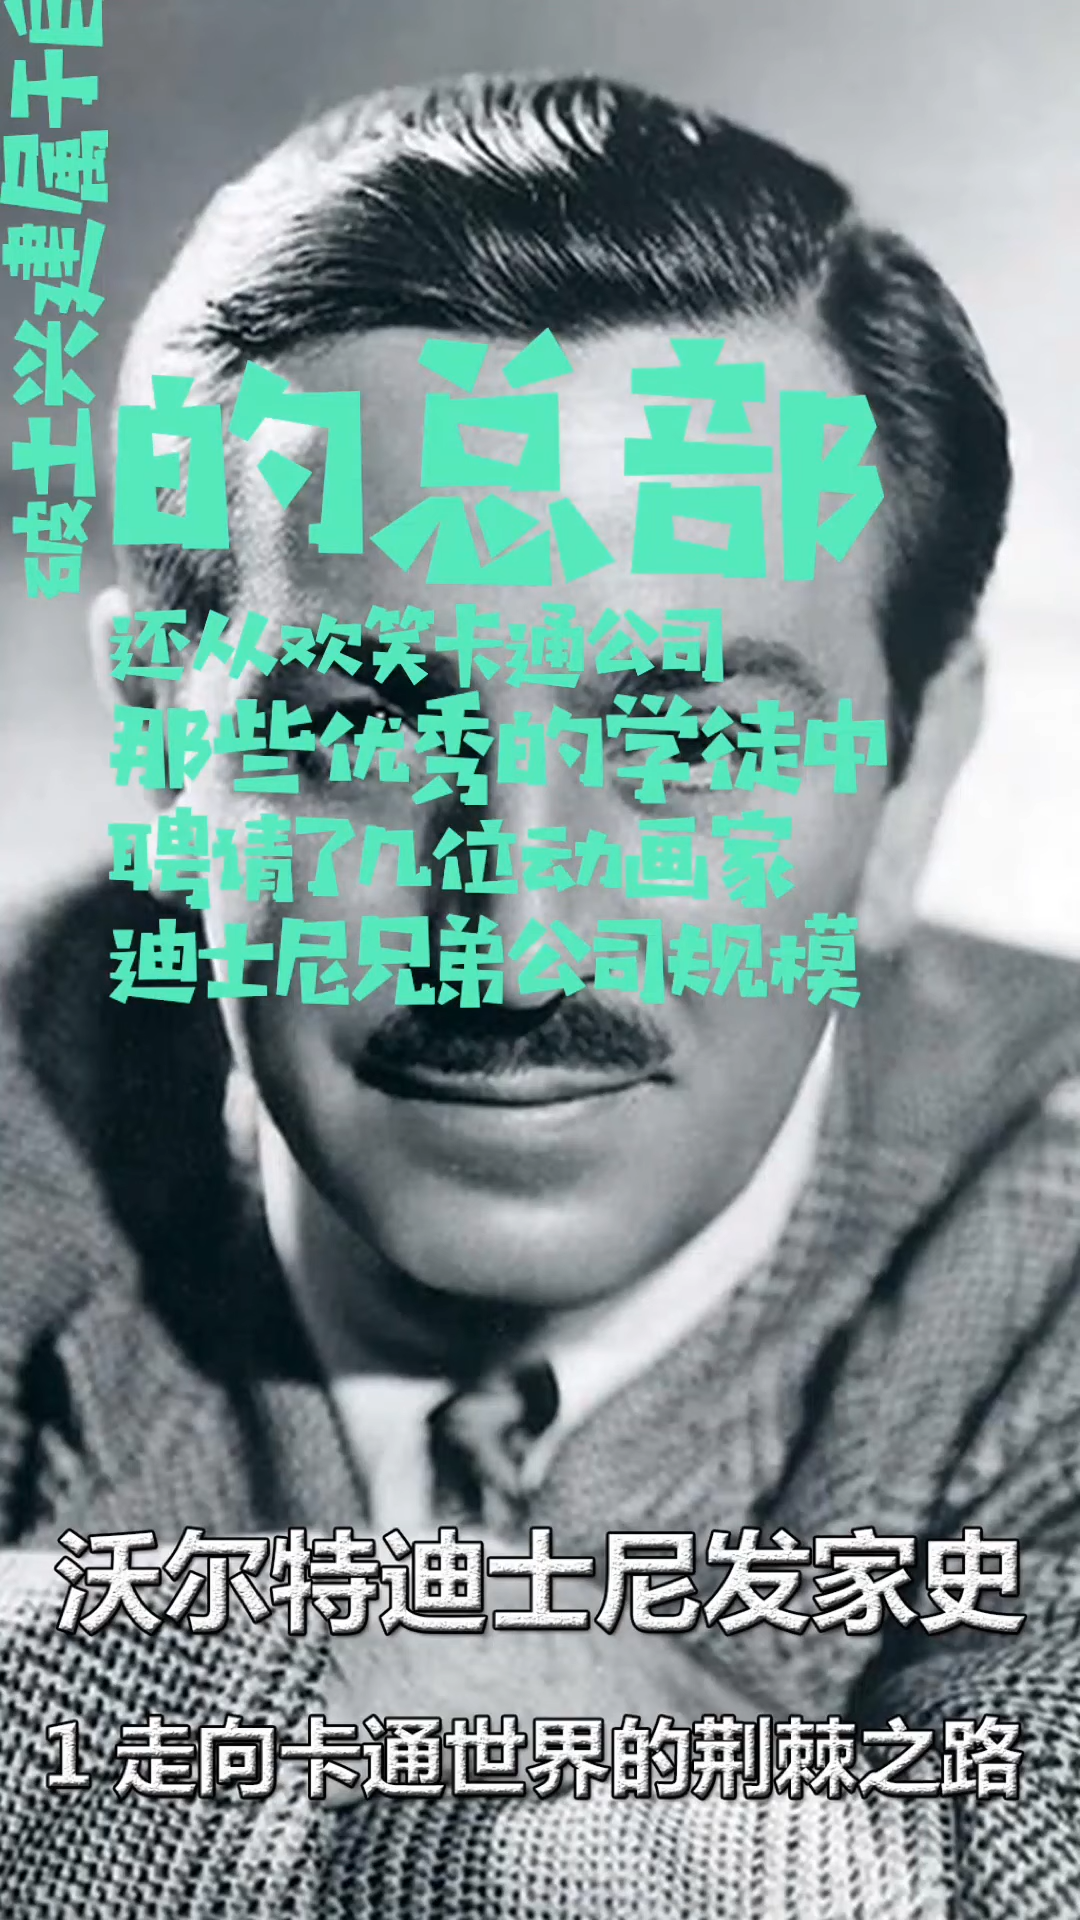 破土兴建属于自
的总部
还从欢笑卡通公司
那些优秀的学徒中
聘请了几位动画家
迪士尼兄弟公司规模
沃尔特迪士尼发家史
1 走向卡通世界的荆棘之路